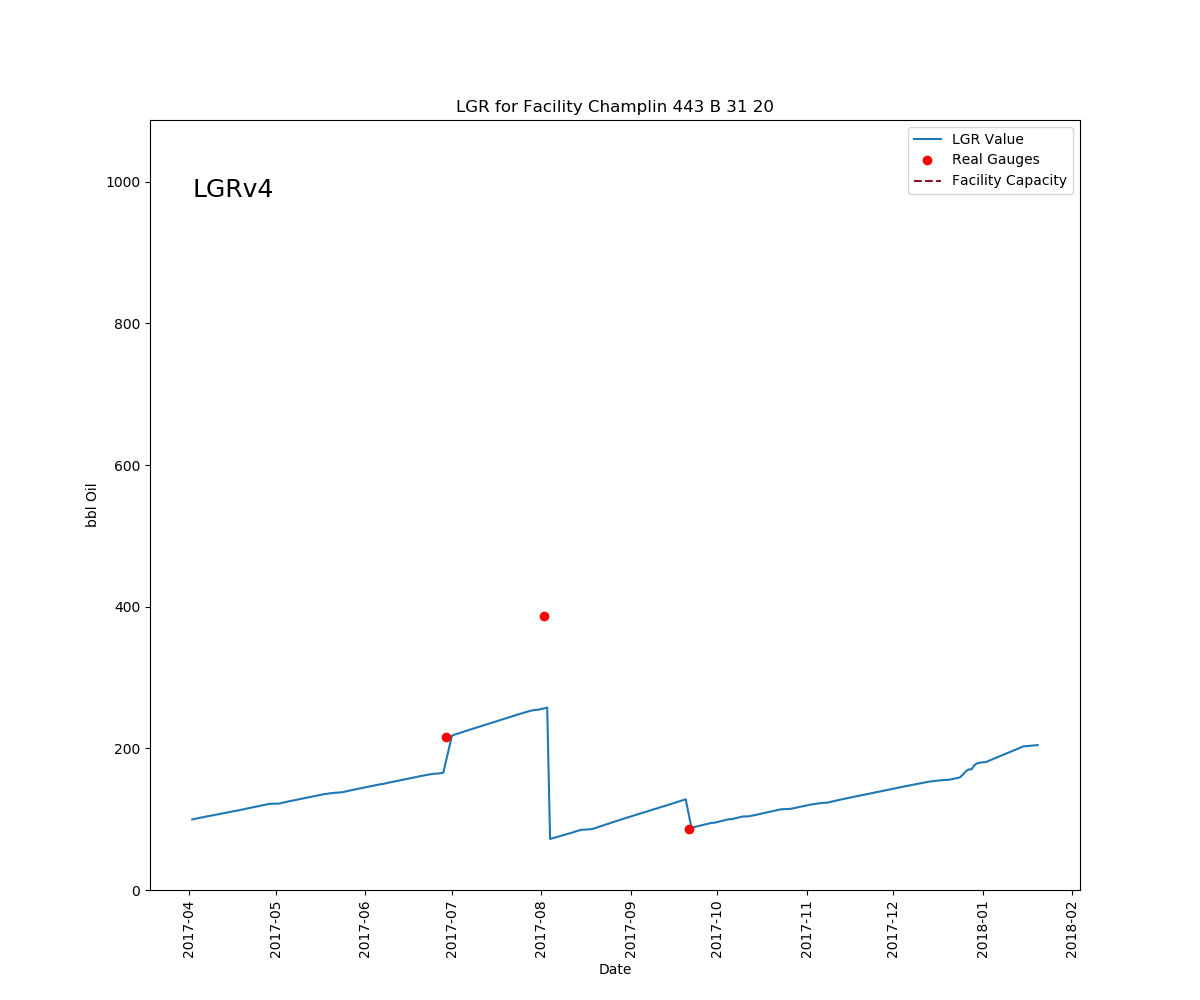 LGR for Facility Champlin 443 B 31 20
LGR Value
Real Gauges
Facility Capacity
LGRv4
1000
800
600
400
200
0
bbl Oil
2017-04
2017-05
2017-06
2017-07
2017-08
2017-09
2017-10
2017-11
2017-12
2018-01
2018-02
Date